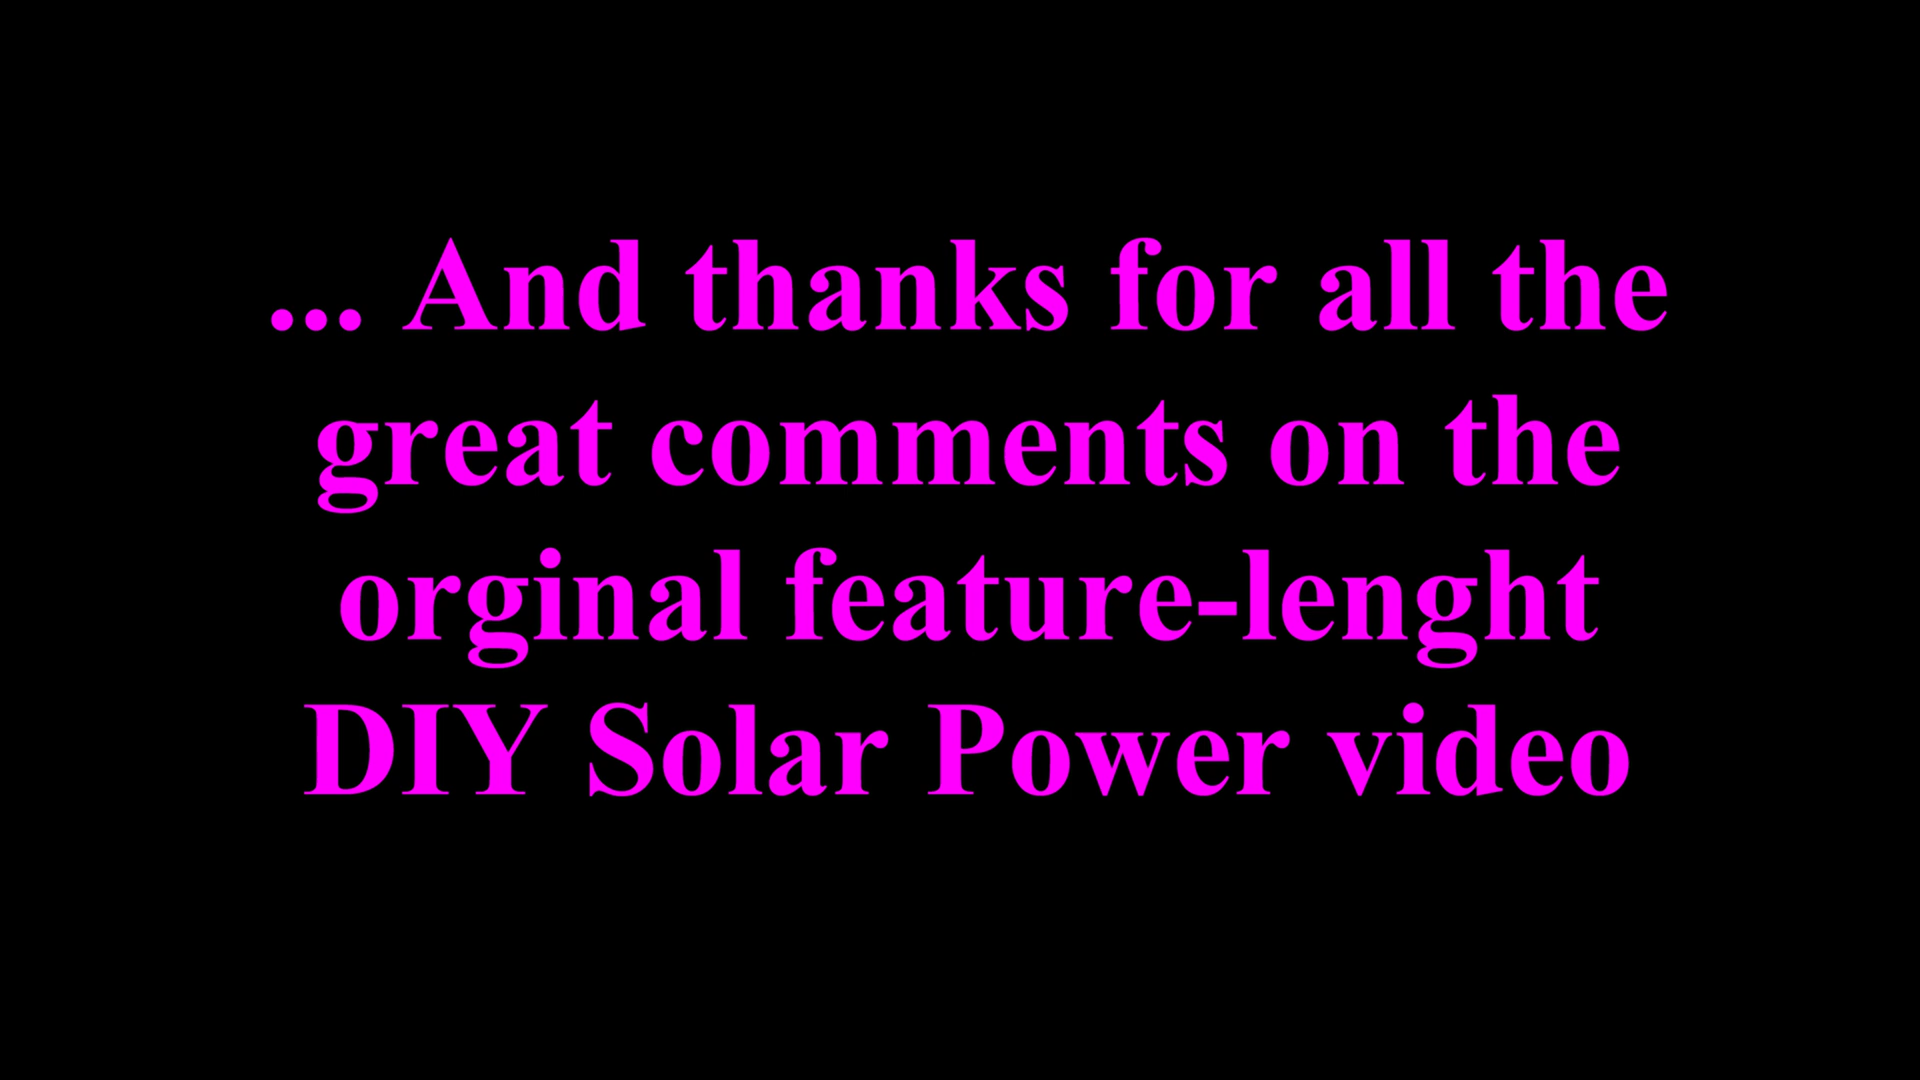 ... And thanks for all the
great comments on the
orginal feature-lenght
DIY Solar Power video